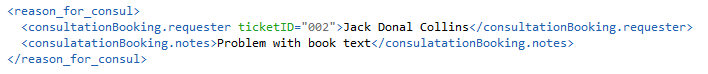 <reason_for_consul>
<consultationBooking.requester ticketID="002">Jack Donal Collins</consultationBooking.requester>
<consulatationBooking.notes>Problem with book text</consulatationBooking.notes>
</reason_for_consul>